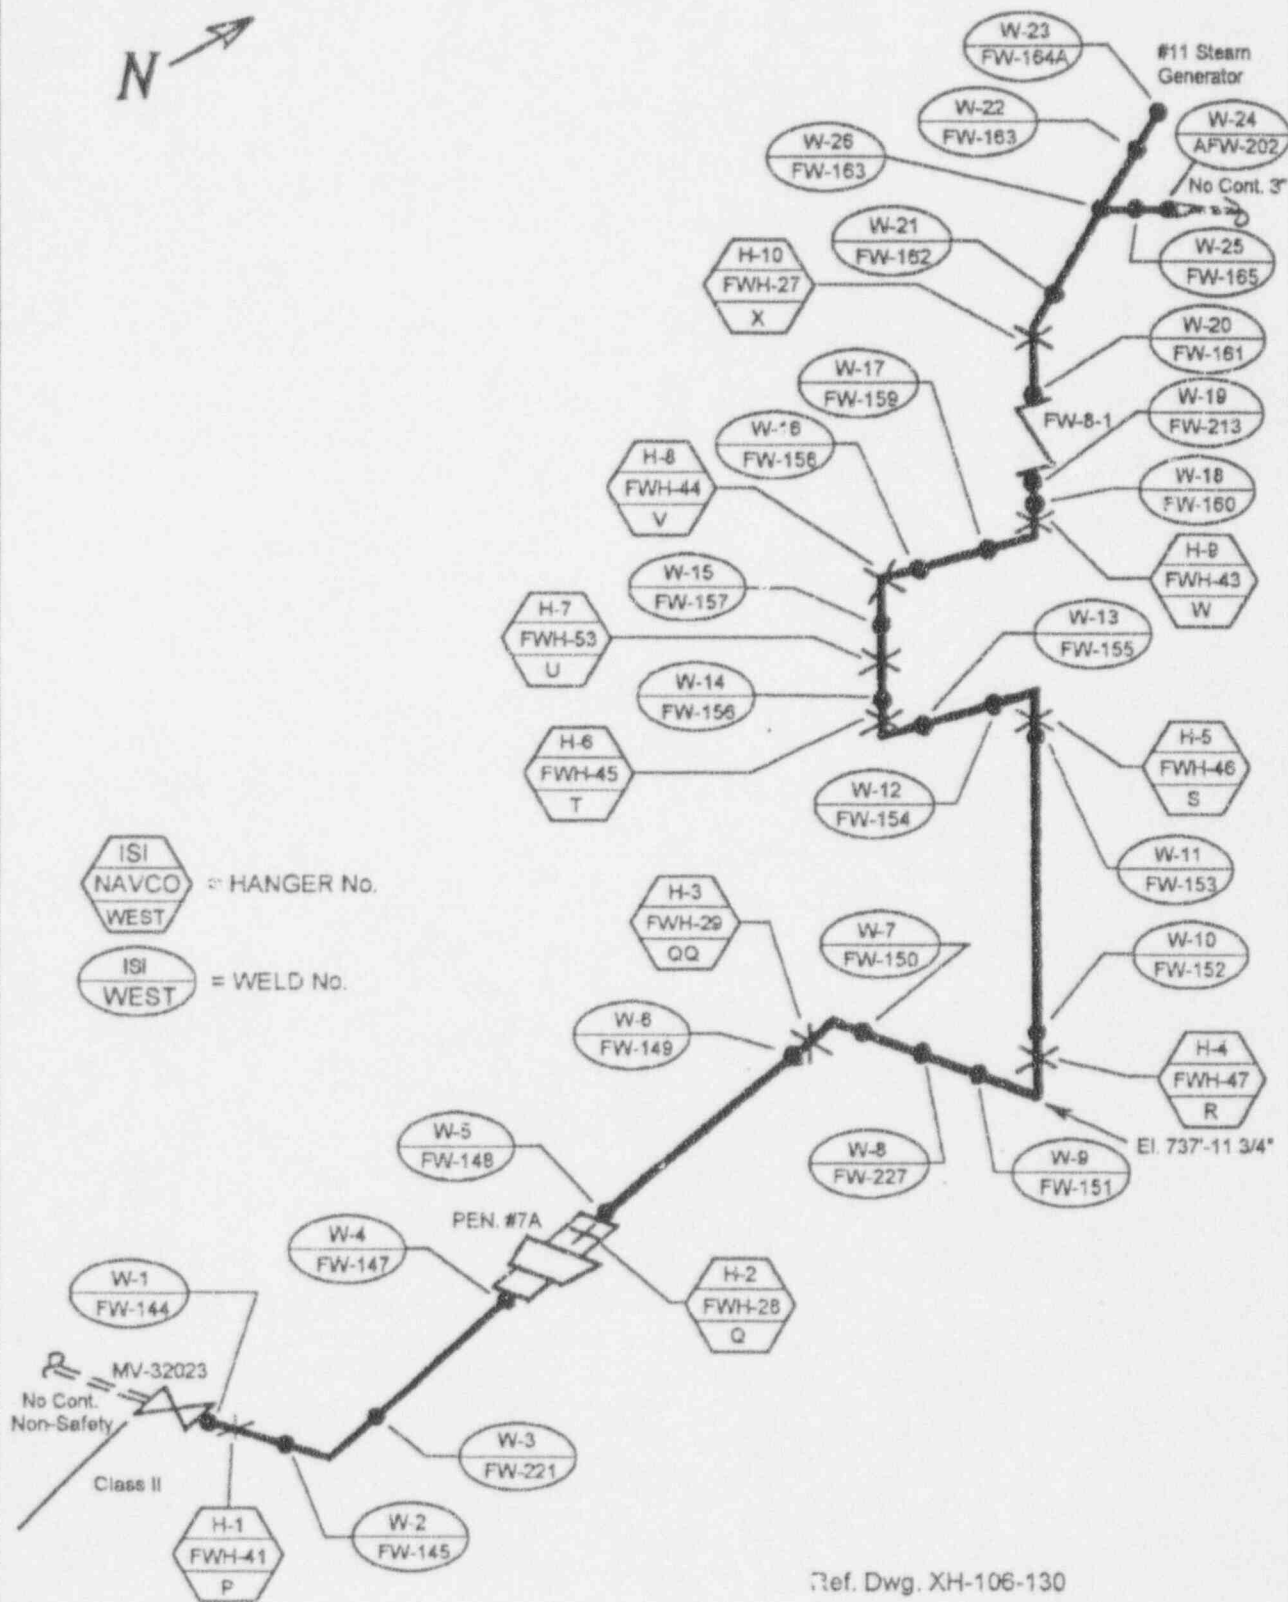 N
W-23
FW-164A
#11 Steam
Generator
W-22
FW-163
W-24
AFW-202
W-26
FW-163
No Cont. 3"
W-21
FW-162
W-25
FW-165
H-10
FWH-27
X
W-20
FW-161
W-17
FW-159
FW-8-1
W-19
FW-213
W-16
FW-158
H-8
FWH-44
V
W-18
FW-160
W-15
FW-157
H-9
FWH-43
W
H-7
FWH-53
U
W-13
FW-155
W-14
FW-156
H-6
FWH-45
T
H-5
FWH-46
S
W-12
FW-154
ISI
NAVCO
WEST
= HANGER No.
W-11
FW-153
H-3
FWH-29
QQ
W-7
FW-150
W-10
FW-152
ISI
WEST
= WELD No.
W-6
FW-149
H-4
FWH-47
R
W-5
FW-148
W-8
FW-227
W-9
FW-151
El. 737'-11 3/4"
PEN. #7A
W-4
FW-147
W-1
FW-144
H-2
FWH-28
Q
MV-32023
No Cont.
Non-Safety
W-3
FW-221
Class II
H-1
FWH-41
P
W-2
FW-145
Ref. Dwg. XH-106-130